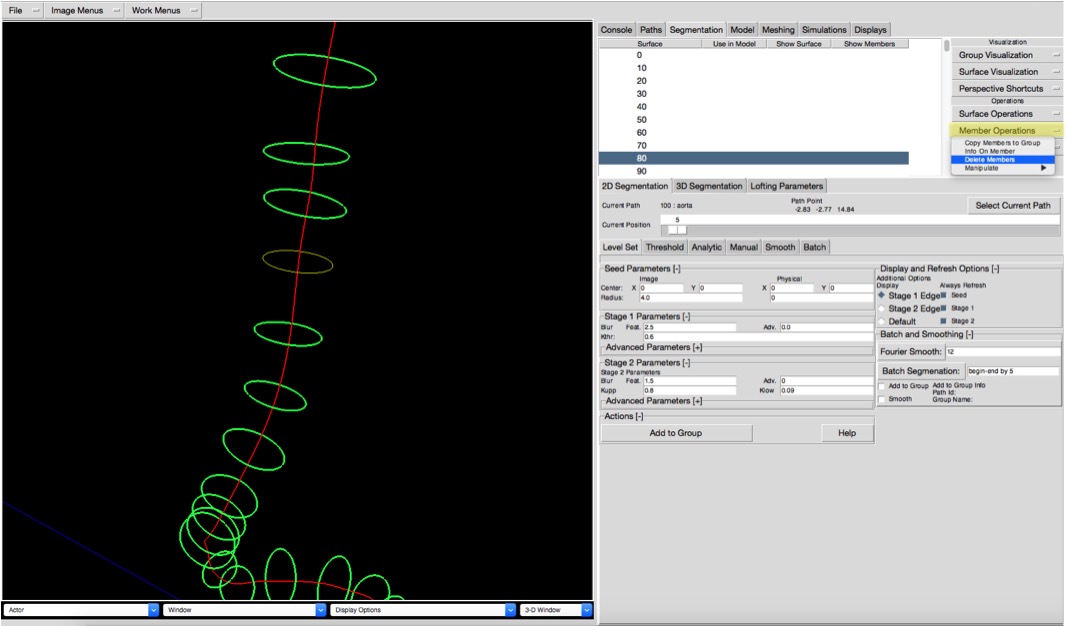 File Image Menus Work Menus
Console Paths Segmentation Model Meshing Simulations Displays
Surface Use in Model Show Surface Show Members
0
10
20
30
40
50
60
70
80
90
Visualization
Group Visualization
Surface Visualization
Perspective Shortcuts
Operations
Surface Operations
Member Operations
Copy Members to Group
Info On Member
Delete Members
Manipulate
2D Segmentation 3D Segmentation Lofting Parameters
Current Path 100 : aorta
Path Point
-2.83 -2.77 14.84
Select Current Path
Current Position 5
Level Set Threshold Analytic Manual Smooth Batch
Seed Parameters [-]
Image Physical
Center: X 0 Y 0 X 0 Y 0
Radius: 4.0 0
Stage 1 Parameters [-]
Blur Feat. 2.5 Adv. 0.0
Kthr: 0.6
Advanced Parameters [+]
Stage 2 Parameters [-]
Stage 2 Parameters
Blur Feat. 1.5 Adv. 0
Kupp 0.8 Klow 0.09
Advanced Parameters [+]
Actions [-]
Add to Group Help
Display and Refresh Options [-]
Additional Options
Display Always Refresh
Stage 1 Edge Seed
Stage 2 Edge Stage 1
Default Stage 2
Batch and Smoothing [-]
Fourier Smooth: 12
Batch Segmenation: begin-end by 5
Add to Group Add to Group Info
Path Id:
Smooth Group Name:
Actor Window Display Options 3-D Window